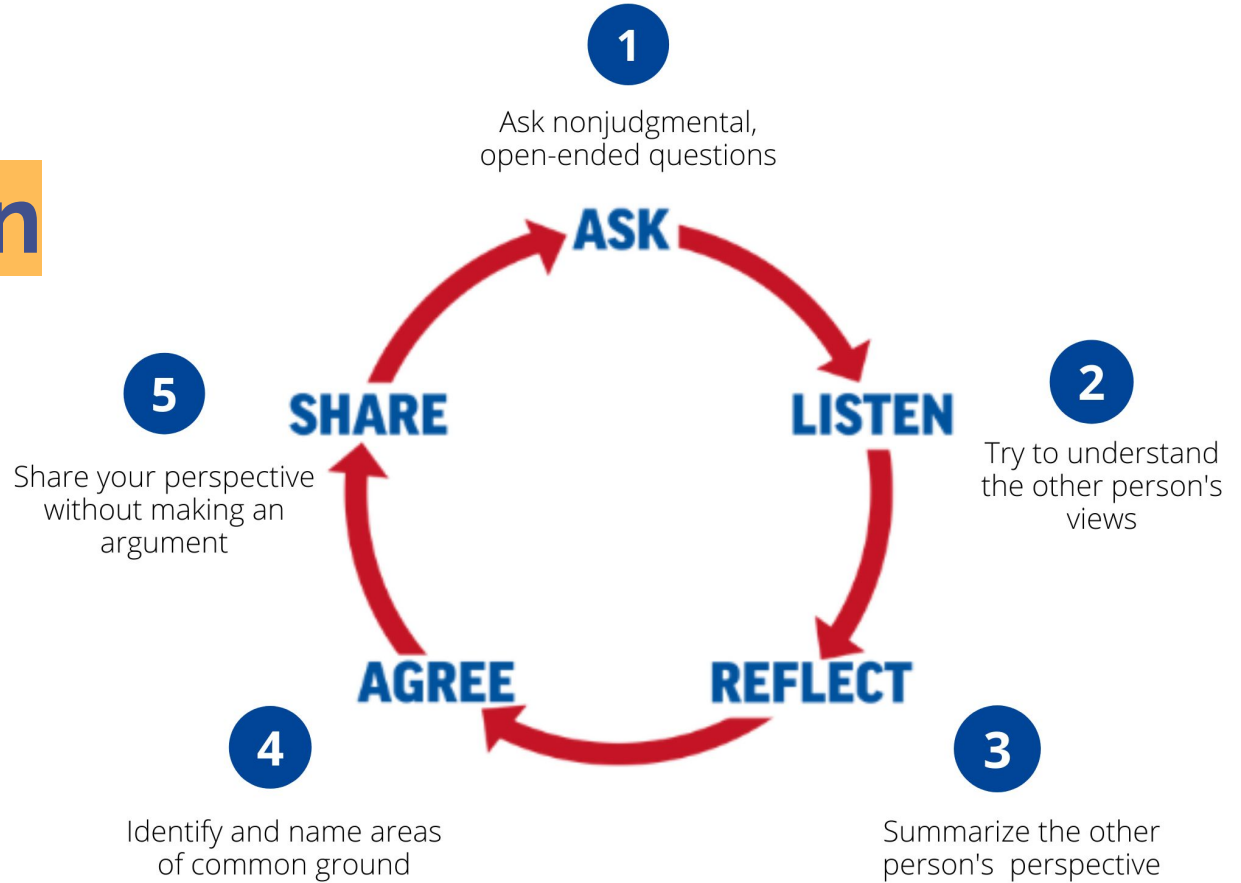 1
Ask nonjudgmental,
open-ended questions
n
ASK
5
SHARE
LISTEN
2
Share your perspective
without making an
argument
Try to understand
the other person's
views
AGREE
REFLECT
4
3
Identify and name areas
of common ground
Summarize the other
person's perspective